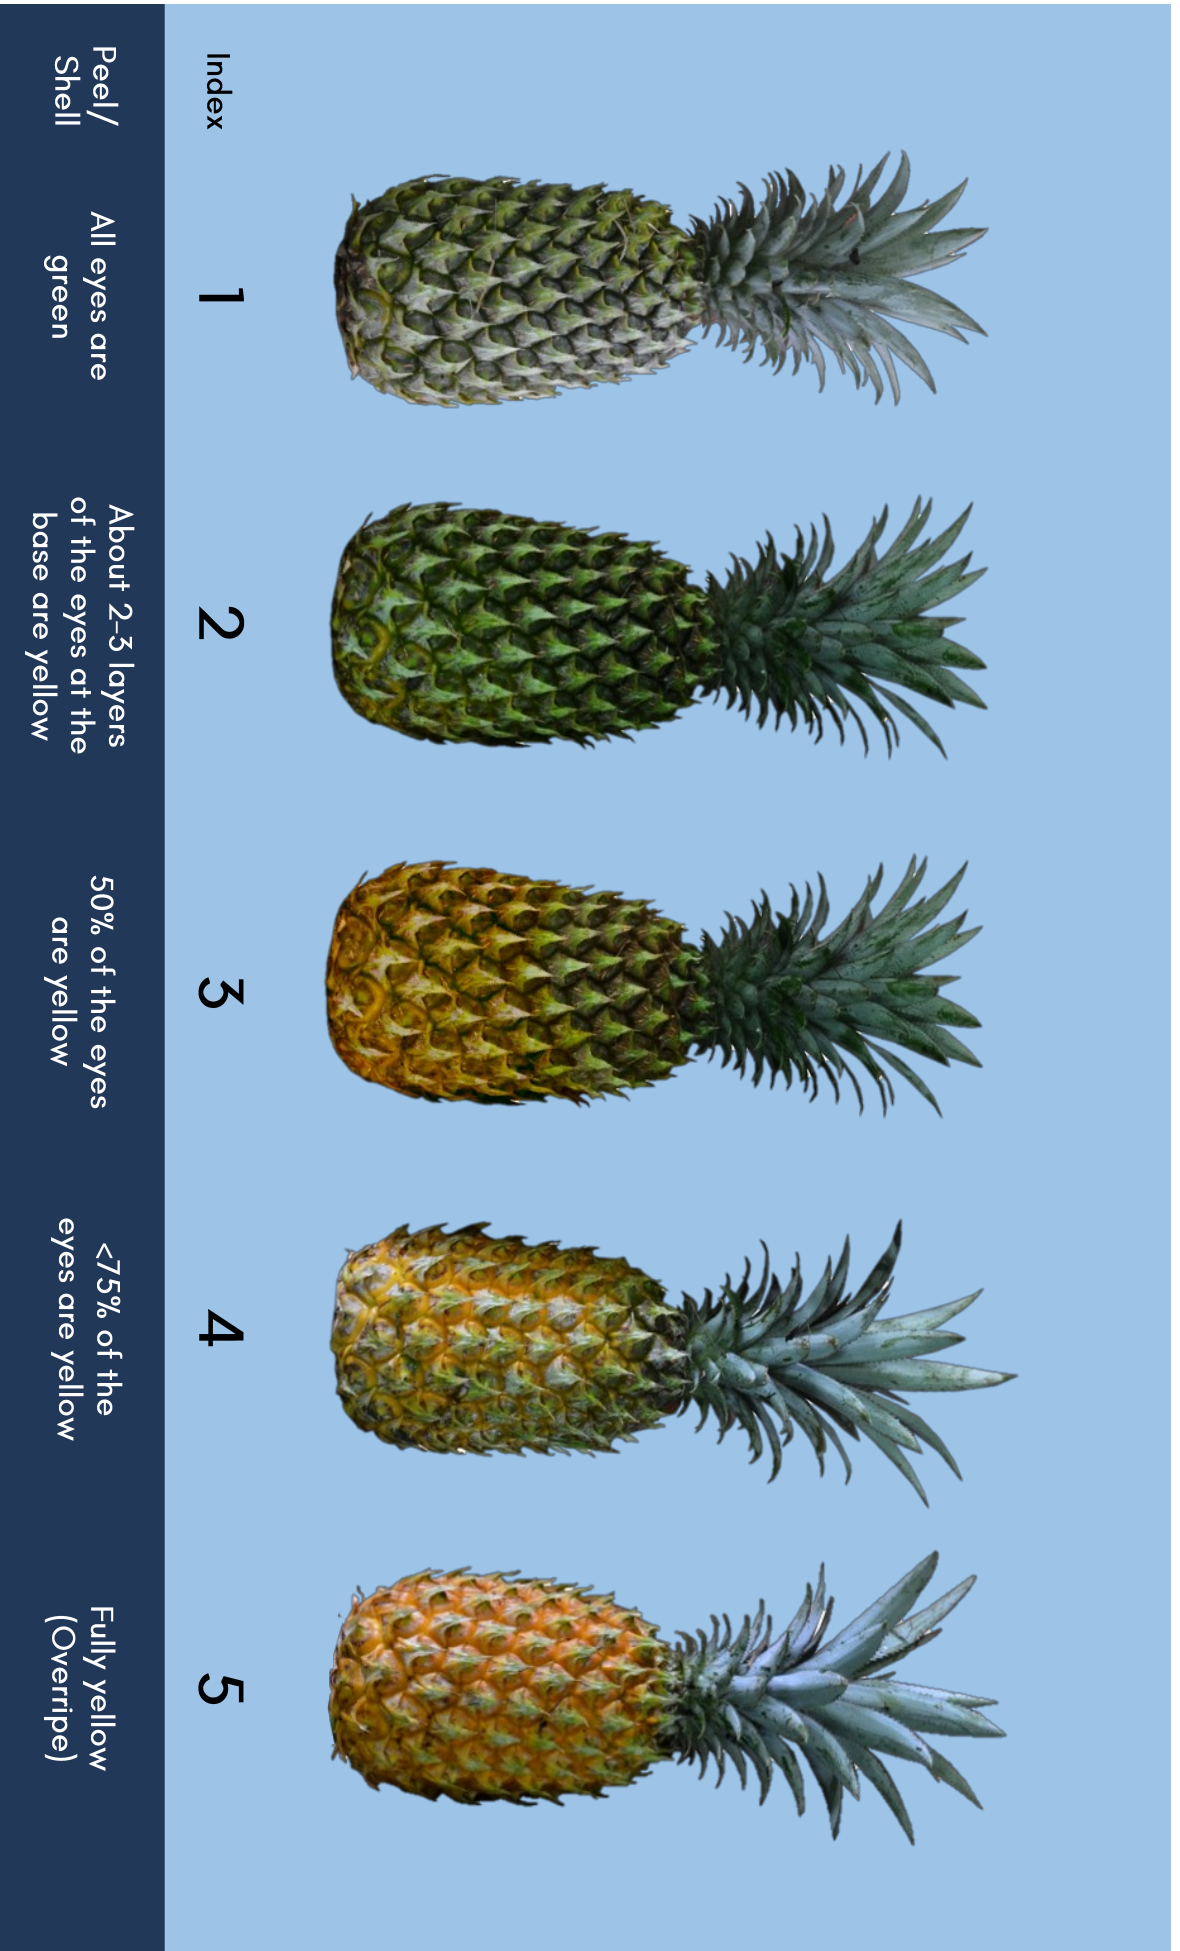 Index
1
2
3
4
5
Peel/
Shell
All eyes are
green
About 2-3 layers
of the eyes at the
base are yellow
50% of the eyes
are yellow
<75% of the
eyes are yellow
Fully yellow
(Overripe)